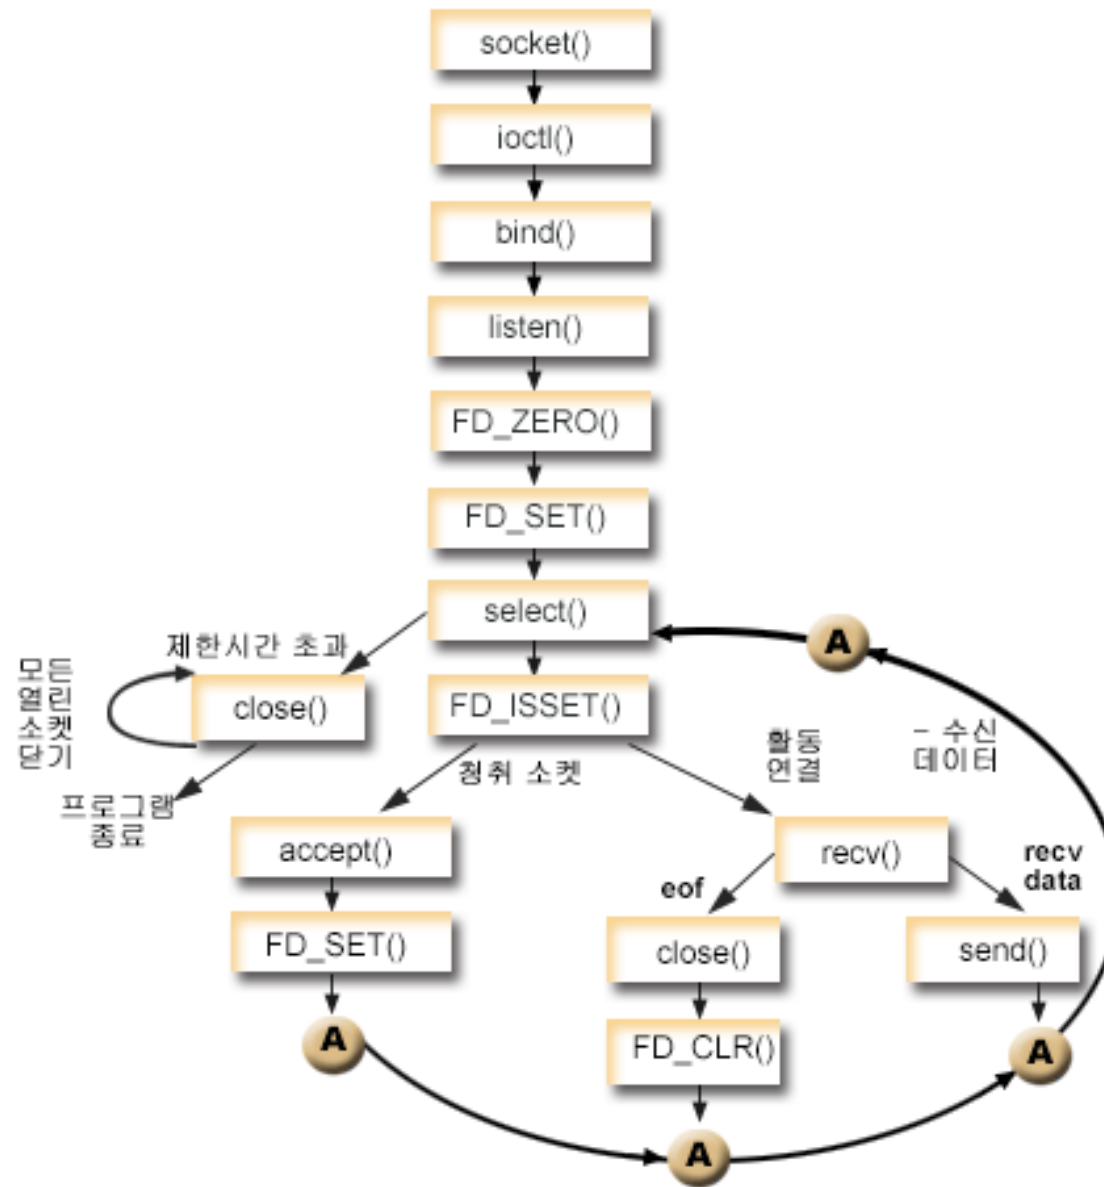 socket()
ioctl()
bind()
listen()
FD_ZERO()
FD_SET()
select()
A
제한시간 초과
모든
열린
소켓
닫기
close()
FD_ISSET()
활동
연결
- 수신
데이터
청취 소켓
프로그램
종료
accept()
recv()
recv
data
eof
FD_SET()
close()
send()
A
FD_CLR()
A
A